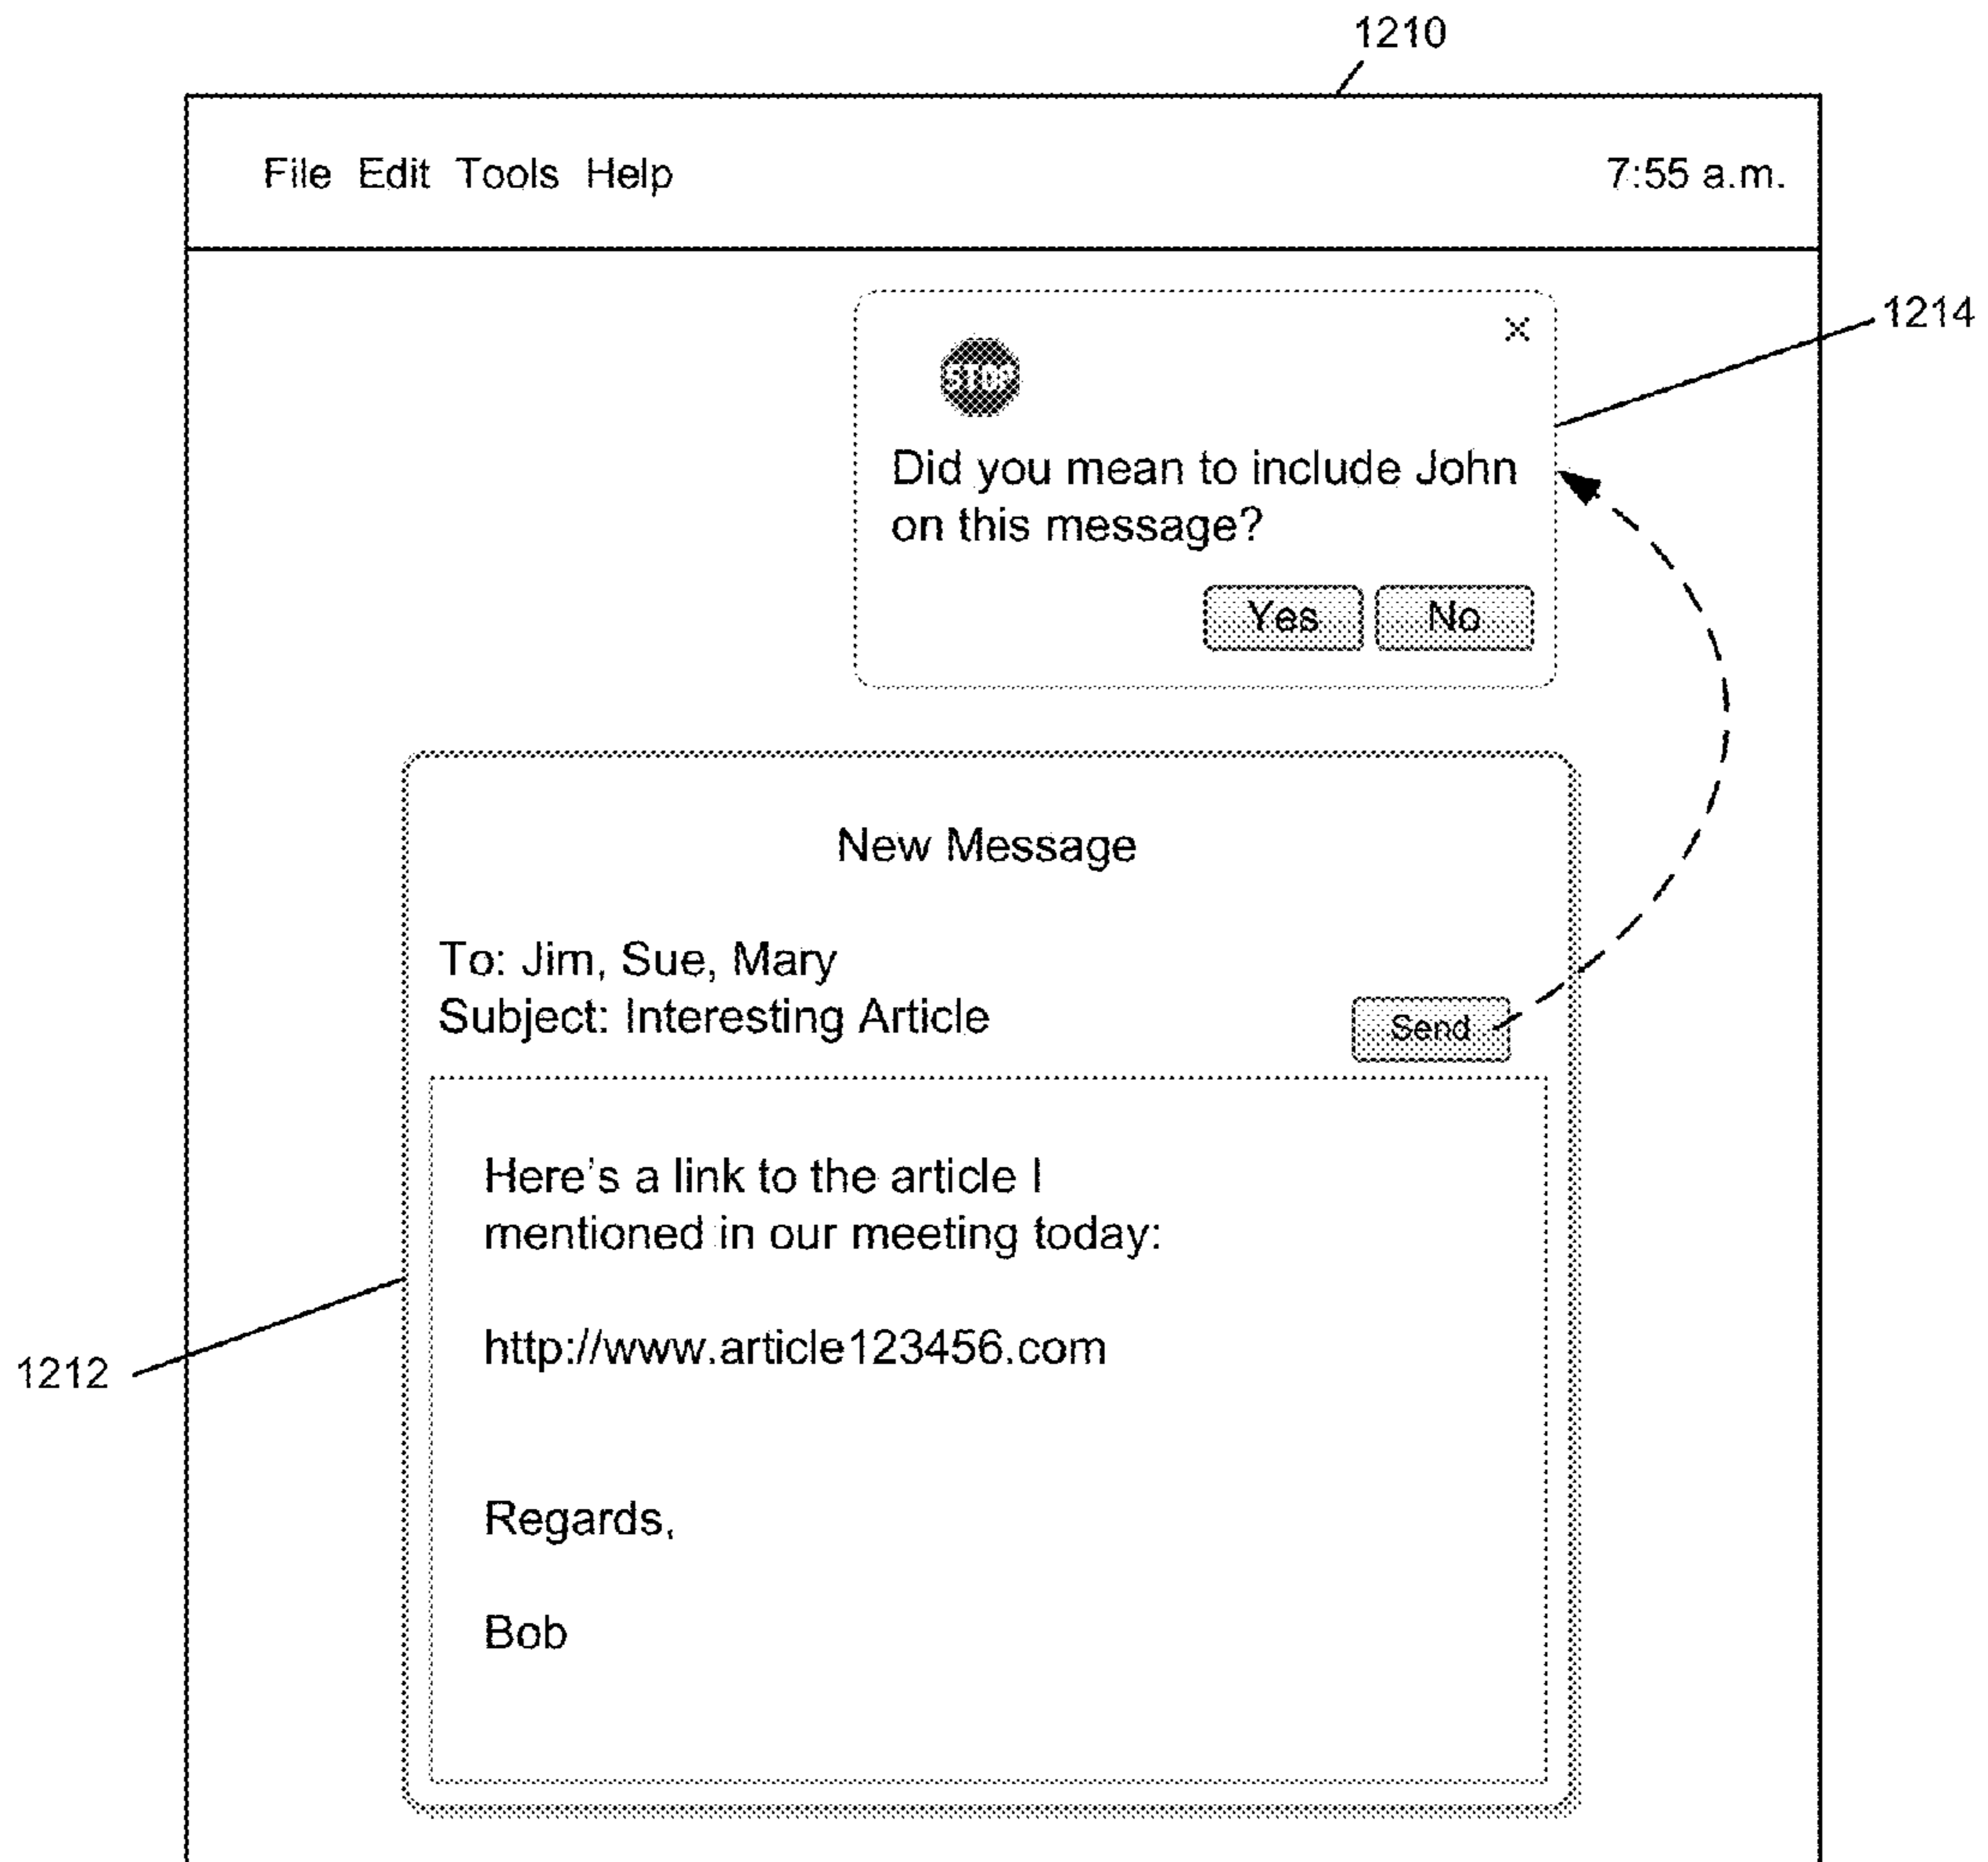 1210
File Edit Tools Help 7:55 a.m.
1214
STOP
Did you mean to include John
on this message?
Yes No
New Message
To: Jim, Sue, Mary
Subject: Interesting Article
Send
Here's a link to the article I
mentioned in our meeting today:
http://www.article123456.com
1212
Regards,
Bob